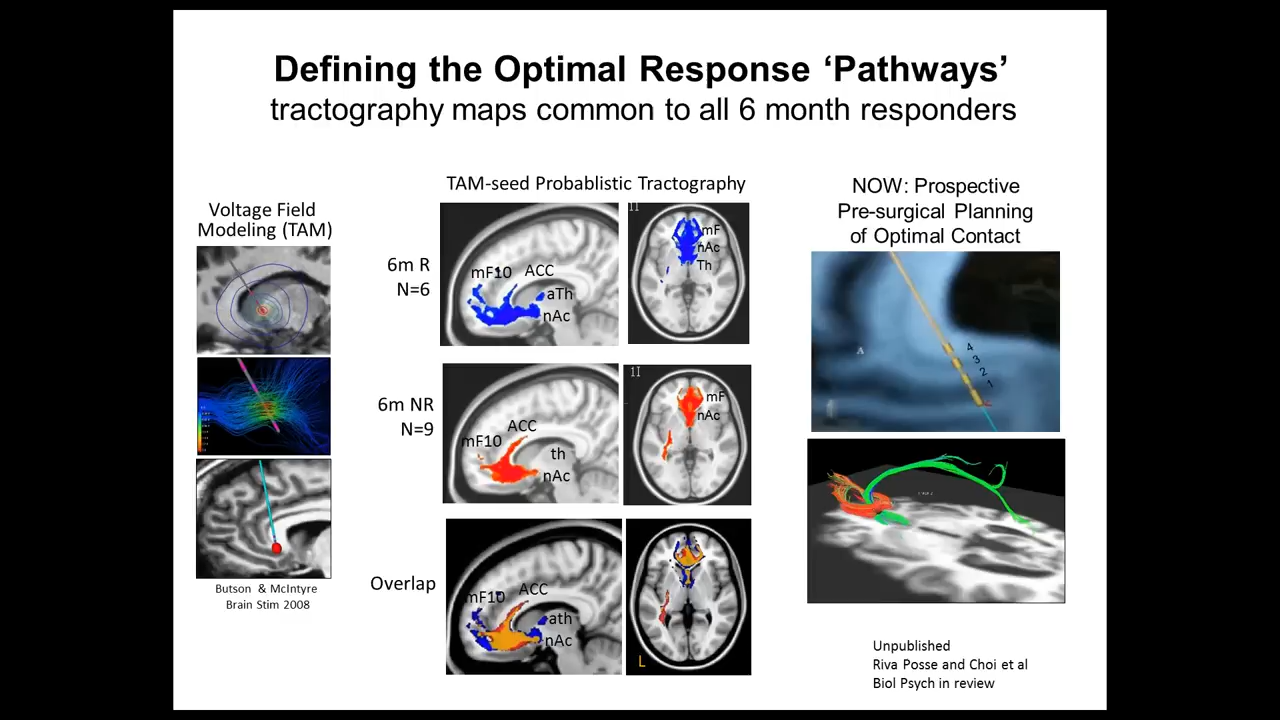 Defining the Optimal Response ‘Pathways’
tractography maps common to all 6 month responders
Voltage Field
Modeling (TAM)
Butson & McIntyre
Brain Stim 2008
TAM-seed Probablistic Tractography
6m R
N=6
mF10
ACC
aTh
nAc
mF
nAc
Th
6m NR
N=9
mF10
ACC
th
nAc
mF
nAc
Overlap
mF10
ACC
ath
nAc
L
NOW: Prospective
Pre-surgical Planning
of Optimal Contact
A
4
3
2
1
Unpublished
Riva Posse and Choi et al
Biol Psych in review